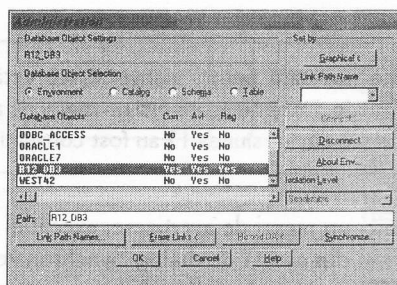 Administration
Database Object Settings
R12_DB3
Database Object Selection
Environment Catalog Schema Table
Set by
Graphical
Link Path Name
Database Objects: Con Avl Reg
ODBC_ACCESS No Yes No
ORACLE1 No Yes No
ORACLE7 No Yes No
R12_DB3 Yes Yes Yes
WEST42 No Yes No
Connect...
Disconnect
About Env...
Isolation Level:
Path: R12_DB3
Link Path Names... Erase Links Synchronize...
OK Cancel Help